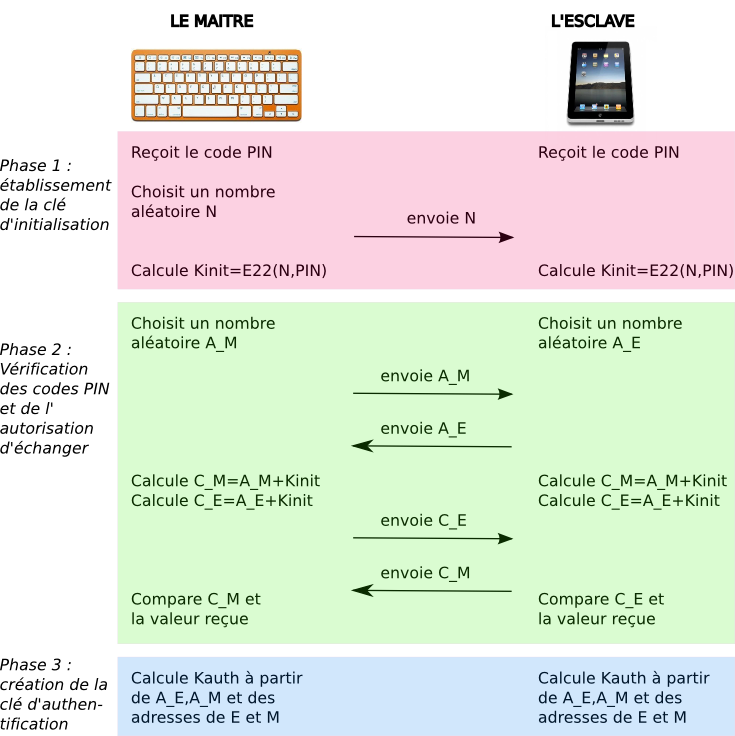 LE MAITRE
L'ESCLAVE
Phase 1 :
établissement
de la clé
d'initialisation
Reçoit le code PIN
Reçoit le code PIN
Choisit un nombre
aléatoire N
envoie N
Calcule Kinit=E22(N,PIN)
Calcule Kinit=E22(N,PIN)
Phase 2 :
Vérification
des codes PIN
et de l'
autorisation
d'échanger
Choisit un nombre
aléatoire A_M
Choisit un nombre
aléatoire A_E
envoie A_M
envoie A_E
Calcule C_M=A_M+Kinit
Calcule C_E=A_E+Kinit
Calcule C_M=A_M+Kinit
Calcule C_E=A_E+Kinit
envoie C_E
envoie C_M
Compare C_M et
la valeur reçue
Compare C_E et
la valeur reçue
Phase 3 :
création de la
clé d'authen-
tification
Calcule Kauth à partir
de A_E,A_M et des
adresses de E et M
Calcule Kauth à partir
de A_E,A_M et des
adresses de E et M